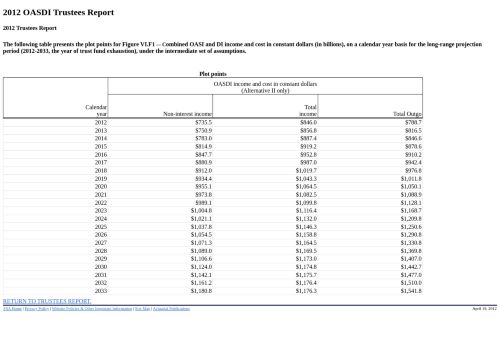 2012 OASDI Trustees Report
2012 Trustees Report
The following table presents the plot points for Figure VI.F1 -- Combined OASI and DI income and cost in constant dollars (in billions), on a calendar year basis for the long-range projection
period (2012-2033, the year of trust fund exhaustion), under the intermediate set of assumptions.
Plot points
OASDI income and cost in constant dollars
(Alternative II only)
Calendar year Non-interest income Total income Total Outgo
2012 $735.5 $846.0 $788.7
2013 $750.9 $856.8 $816.5
2014 $783.0 $887.4 $846.6
2015 $814.9 $919.2 $878.6
2016 $847.7 $952.8 $910.2
2017 $880.9 $987.0 $942.4
2018 $912.0 $1,019.7 $976.8
2019 $934.4 $1,043.3 $1,011.8
2020 $955.1 $1,064.5 $1,050.1
2021 $973.8 $1,082.5 $1,088.9
2022 $989.1 $1,099.8 $1,128.1
2023 $1,004.8 $1,116.4 $1,168.7
2024 $1,021.1 $1,132.0 $1,209.8
2025 $1,037.8 $1,146.3 $1,250.6
2026 $1,054.5 $1,158.8 $1,290.8
2027 $1,071.3 $1,164.5 $1,330.8
2028 $1,089.0 $1,169.5 $1,369.8
2029 $1,106.6 $1,173.0 $1,407.0
2030 $1,124.0 $1,174.8 $1,442.7
2031 $1,142.5 $1,175.7 $1,477.0
2032 $1,161.2 $1,176.4 $1,510.0
2033 $1,180.8 $1,176.3 $1,541.8
RETURN TO TRUSTEES REPORT.
SSA Home | Privacy Policy | Website Policies & Other Important Information | Site Map | Actuarial Publications April 19, 2012